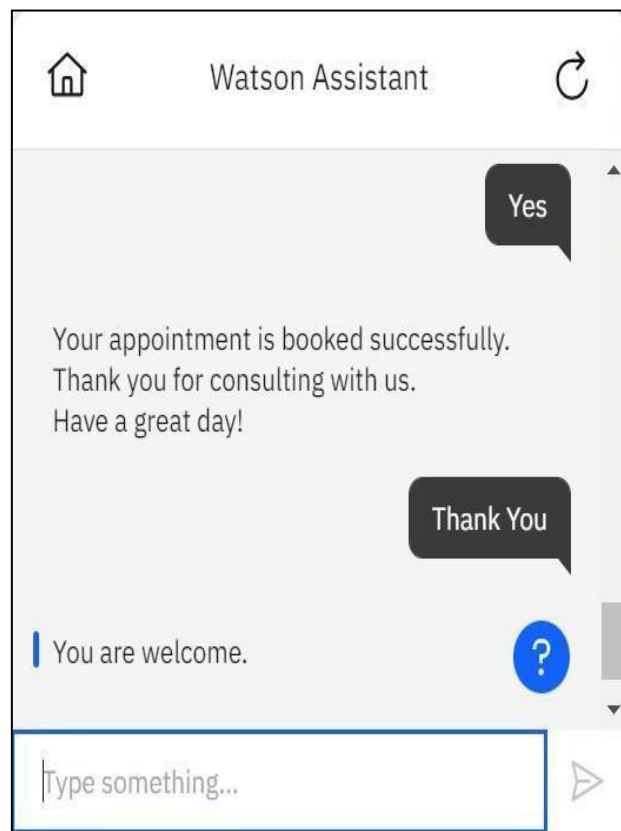 Watson Assistant
Yes
Your appointment is booked successfully.
Thank you for consulting with us.
Have a great day!
Thank You
You are welcome.
?
Type something...